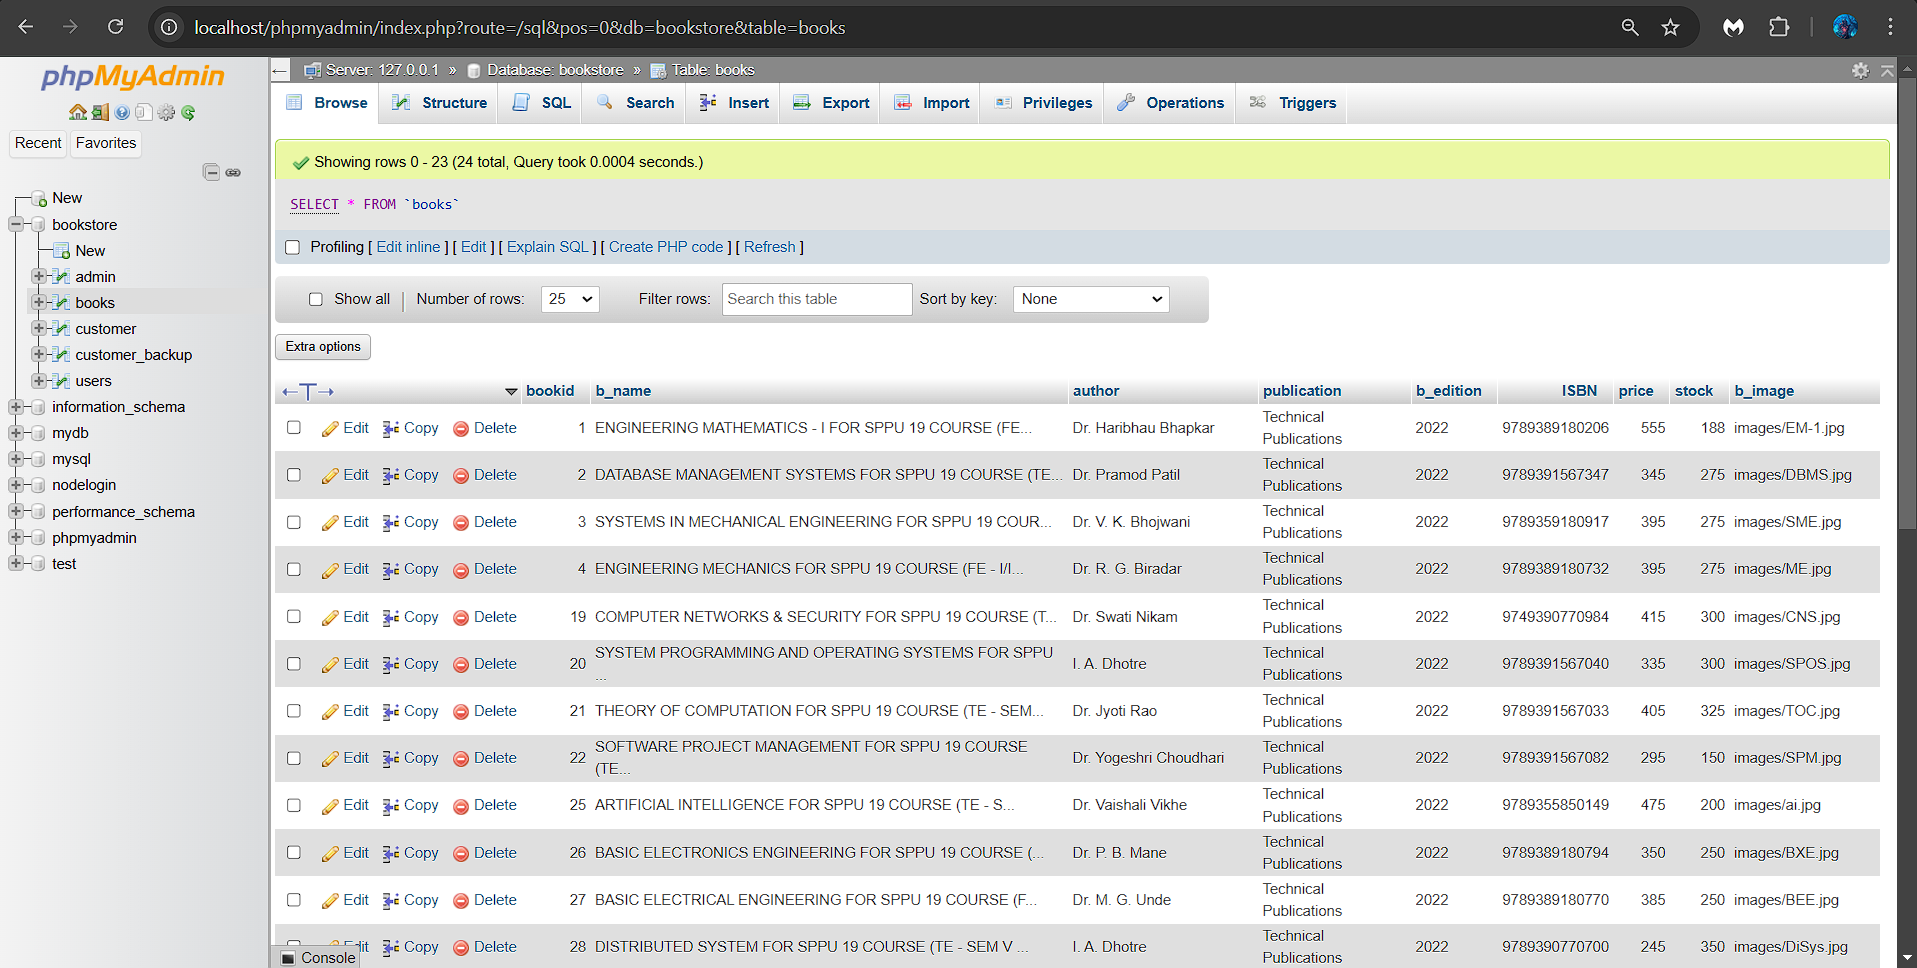 localhost/phpmyadmin/index.php?route=/sql&pos=0&db=bookstore&table=books
phpMyAdmin
Recent
Favorites
New
bookstore
New
admin
books
customer
customer_backup
users
information_schema
mydb
mysql
nodelogin
performance_schema
phpmyadmin
test
Server: 127.0.0.1 » Database: bookstore » Table: books
Browse Structure SQL Search Insert Export Import Privileges Operations Triggers
Showing rows 0 - 23 (24 total, Query took 0.0004 seconds.)
SELECT * FROM `books`
Profiling [ Edit inline ] [ Edit ] [ Explain SQL ] [ Create PHP code ] [ Refresh ]
Show all Number of rows: 25 Filter rows: Search this table Sort by key: None
Extra options
bookid b_name author publication b_edition ISBN price stock b_image
Edit Copy Delete 1 ENGINEERING MATHEMATICS - I FOR SPPU 19 COURSE (FE... Dr. Haribhau Bhapkar Technical Publications 2022 9789389180206 555 188 images/EM-1.jpg
Edit Copy Delete 2 DATABASE MANAGEMENT SYSTEMS FOR SPPU 19 COURSE (TE... Dr. Pramod Patil Technical Publications 2022 9789391567347 345 275 images/DBMS.jpg
Edit Copy Delete 3 SYSTEMS IN MECHANICAL ENGINEERING FOR SPPU 19 COUR... Dr. V. K. Bhojwani Technical Publications 2022 9789359180917 395 275 images/SME.jpg
Edit Copy Delete 4 ENGINEERING MECHANICS FOR SPPU 19 COURSE (FE - I/I... Dr. R. G. Biradar Technical Publications 2022 9789389180732 395 275 images/ME.jpg
Edit Copy Delete 19 COMPUTER NETWORKS & SECURITY FOR SPPU 19 COURSE (T... Dr. Swati Nikam Technical Publications 2022 9749390770984 415 300 images/CNS.jpg
Edit Copy Delete 20 SYSTEM PROGRAMMING AND OPERATING SYSTEMS FOR SPPU ... I. A. Dhotre Technical Publications 2022 9789391567040 335 300 images/SPOS.jpg
Edit Copy Delete 21 THEORY OF COMPUTATION FOR SPPU 19 COURSE (TE - SEM... Dr. Jyoti Rao Technical Publications 2022 9789391567033 405 325 images/TOC.jpg
Edit Copy Delete 22 SOFTWARE PROJECT MANAGEMENT FOR SPPU 19 COURSE (TE... Dr. Yogeshri Choudhari Technical Publications 2022 9789391567082 295 150 images/SPM.jpg
Edit Copy Delete 25 ARTIFICIAL INTELLIGENCE FOR SPPU 19 COURSE (TE - S... Dr. Vaishali Vikhe Technical Publications 2022 9789355850149 475 200 images/ai.jpg
Edit Copy Delete 26 BASIC ELECTRONICS ENGINEERING FOR SPPU 19 COURSE (... Dr. P. B. Mane Technical Publications 2022 9789389180794 350 250 images/BXE.jpg
Edit Copy Delete 27 BASIC ELECTRICAL ENGINEERING FOR SPPU 19 COURSE (F... Dr. M. G. Unde Technical Publications 2022 9789389180770 385 250 images/BEE.jpg
Edit Copy Delete 28 DISTRIBUTED SYSTEM FOR SPPU 19 COURSE (TE - SEM V ... I. A. Dhotre Technical Publications 2022 9789390770700 245 350 images/DiSys.jpg
Console